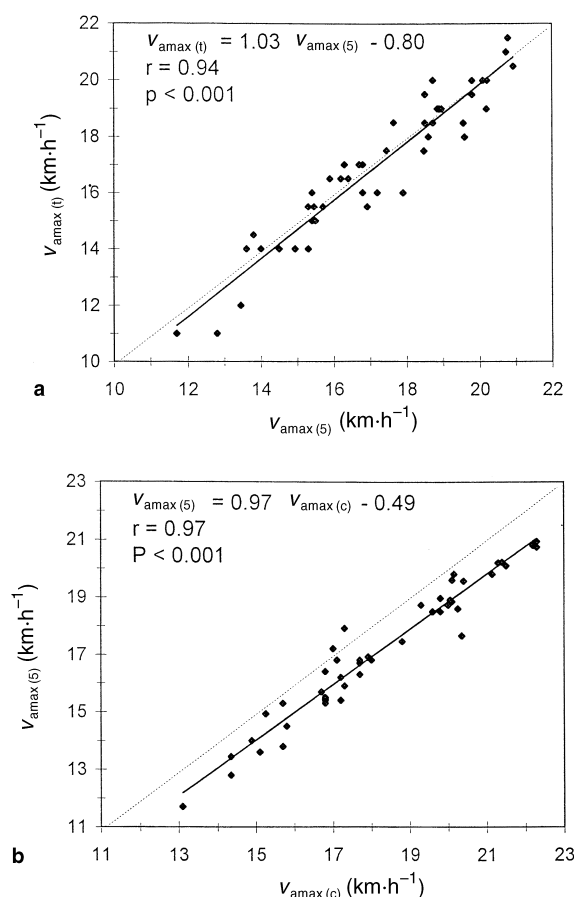 22
v amax (t) = 1.03 v amax (5) - 0.80
r = 0.94
p < 0.001
20
18
16
14
12
10
v amax (t) (km·h⁻¹)
10 12 14 16 18 20 22
a
v amax (5) (km·h⁻¹)
23
v amax (5) = 0.97 v amax (c) - 0.49
r = 0.97
P < 0.001
21
19
17
15
13
11
v amax (5) (km·h⁻¹)
11 13 15 17 19 21 23
b
v amax (c) (km·h⁻¹)